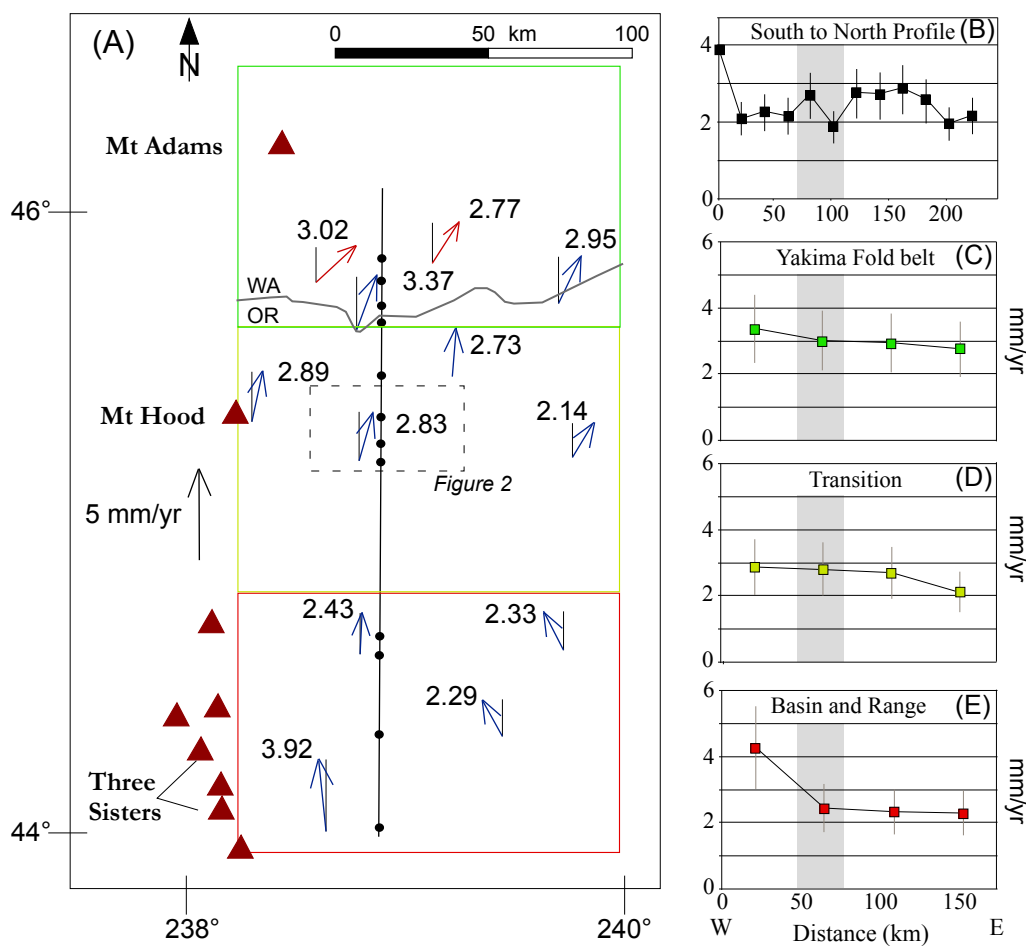 (A)
N
0 50 km 100
Mt Adams
46°
3.02
2.77
2.95
3.37
WA
OR
2.73
2.89
Mt Hood
2.83
2.14
Figure 2
5 mm/yr
2.43
2.33
2.29
3.92
Three
Sisters
44°
238°
240°
South to North Profile (B)
4
2
0
0 50 100 150 200
Yakima Fold belt (C)
6
4
2
0
mm/yr
Transition (D)
6
4
2
0
mm/yr
Basin and Range (E)
6
4
2
0
mm/yr
0 50 100 150
W Distance (km) E